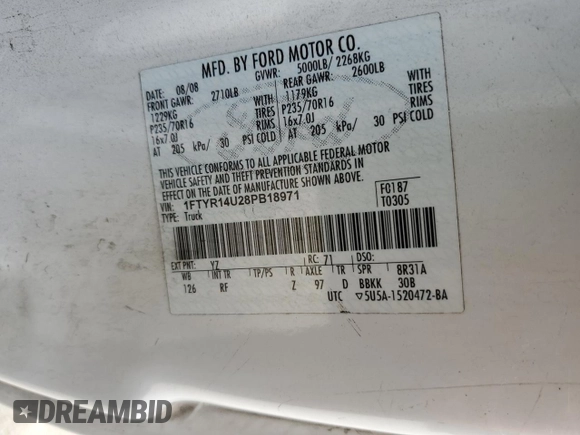 MFD. BY FORD MOTOR CO.
DATE: 08/08 GVWR: 5000LB/ 2268KG
FRONT GAWR: 2710LB REAR GAWR: 2600LB
1229KG WITH 1179KG WITH
P235/70R16 TIRES P235/70R16 TIRES
16x7.0J RIMS 16x7.0J RIMS
AT 205 kPa/ 30 PSI COLD AT 205 kPa/ 30 PSI COLD
THIS VEHICLE CONFORMS TO ALL APPLICABLE FEDERAL MOTOR
VEHICLE SAFETY AND THEFT PREVENTION STANDARDS IN
EFFECT ON THE DATE OF MANUFACTURE SHOWN ABOVE.
VIN: 1FTYR14U28PB18971 F0187
TYPE: Truck T0305
EXT PNT: YZ RC: 71 DSO:
WB INT TR TP/PS R AXLE TR SPR 8R31A
126 RF Z 97 D BBKK 30B
UTC ▽5U5A-1520472-BA
DREAMBID